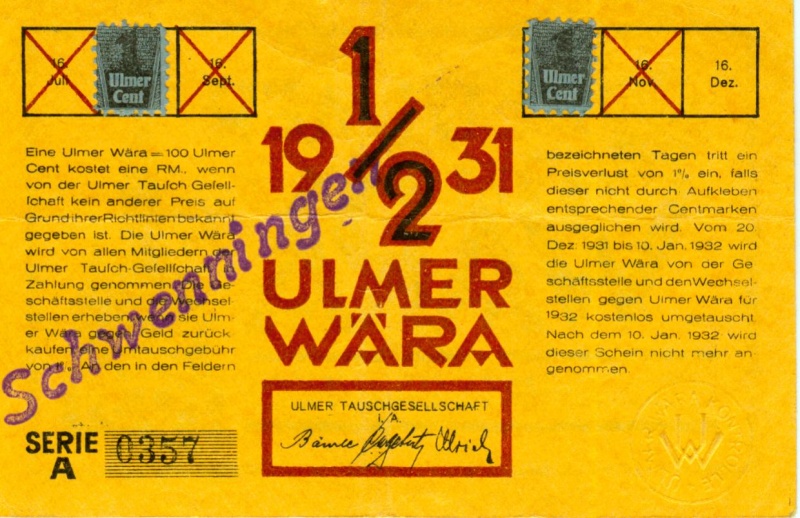 16.
Juli
1
Ulmer
Cent
16.
Sept.
1
Ulmer
Cent
16.
Nov.
16.
Dez.
1/2
19 31
ULMER
WÄRA
Eine Ulmer Wära = 100 Ulmer
Cent kostet eine RM., wenn
von der Ulmer Tauſch Geſell-
ſchaft kein anderer Preis auf
Grund ihrer Richtlinien bekannt
gegeben ist. Die Ulmer Wära
wird von allen Mitgliedern der
Ulmer Tauſch-Geſellſchaft in
Zahlung genommen. Die Ge-
schäftsstelle und die Wechsel-
stellen erheben, wenn sie Ulm-
er Wära gegen Geld zurück-
kaufen eine Umtauschgebühr
von An den in den Feldern
bezeichneten Tagen tritt ein
Preisverlust von 1% ein, falls
dieser nicht durch Aufkleben
entsprechender Centmarken
ausgeglichen wird. Vom 20.
Dez. 1931 bis 10. Jan. 1932 wird
die Ulmer Wära von der Ge
schäftsstelle und den Wechsel-
stellen gegen Ulmer Wära für
1932 kostenlos umgetauscht.
Nach dem 10. Jan. 1932 wird
dieser Schein nicht mehr an-
genommen.
Schwenningen
ULMER TAUSCHGESELLSCHAFT
i./A.
SERIE
A
0357